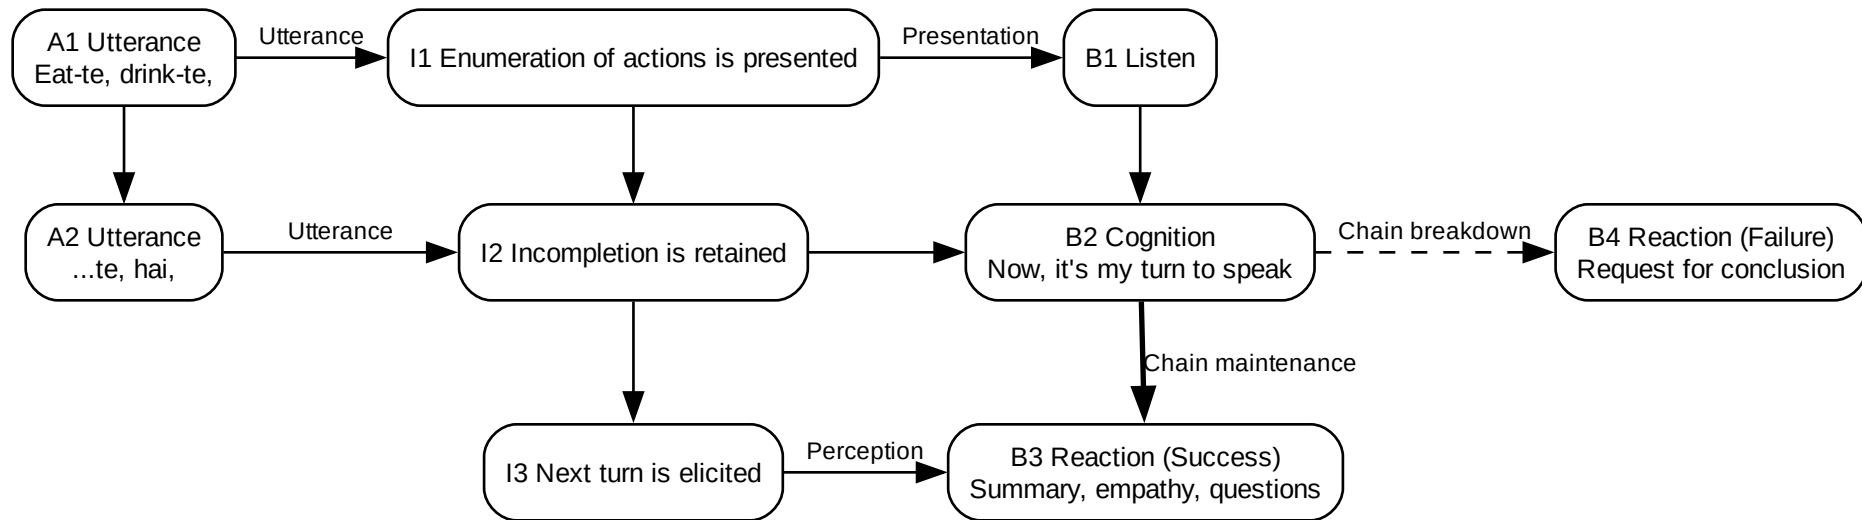 A1 Utterance
Eat-te, drink-te,
Utterance
I1 Enumeration of actions is presented
Presentation
B1 Listen
A2 Utterance
...te, hai,
Utterance
I2 Incompletion is retained
B2 Cognition
Now, it's my turn to speak
Chain breakdown
B4 Reaction (Failure)
Request for conclusion
Chain maintenance
I3 Next turn is elicited
Perception
B3 Reaction (Success)
Summary, empathy, questions